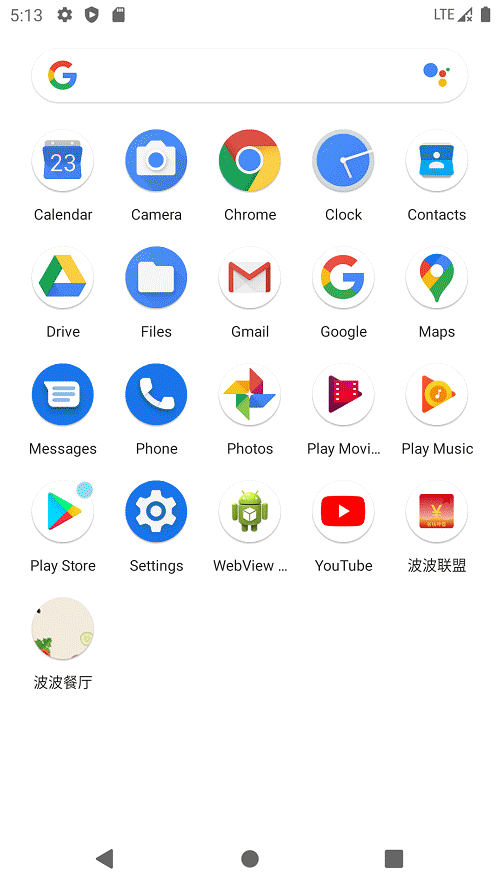 5:13 LTE
23
Calendar Camera Chrome Clock Contacts
Drive Files Gmail Google Maps
Messages Phone Photos Play Movi... Play Music
Play Store Settings WebView ... YouTube 波波联盟
波波餐厅